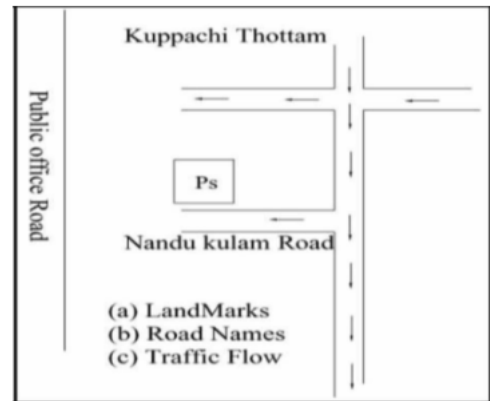 Kuppachi Thottam
Public office Road
Ps
Nandu kulam Road
(a) LandMarks
(b) Road Names
(c) Traffic Flow